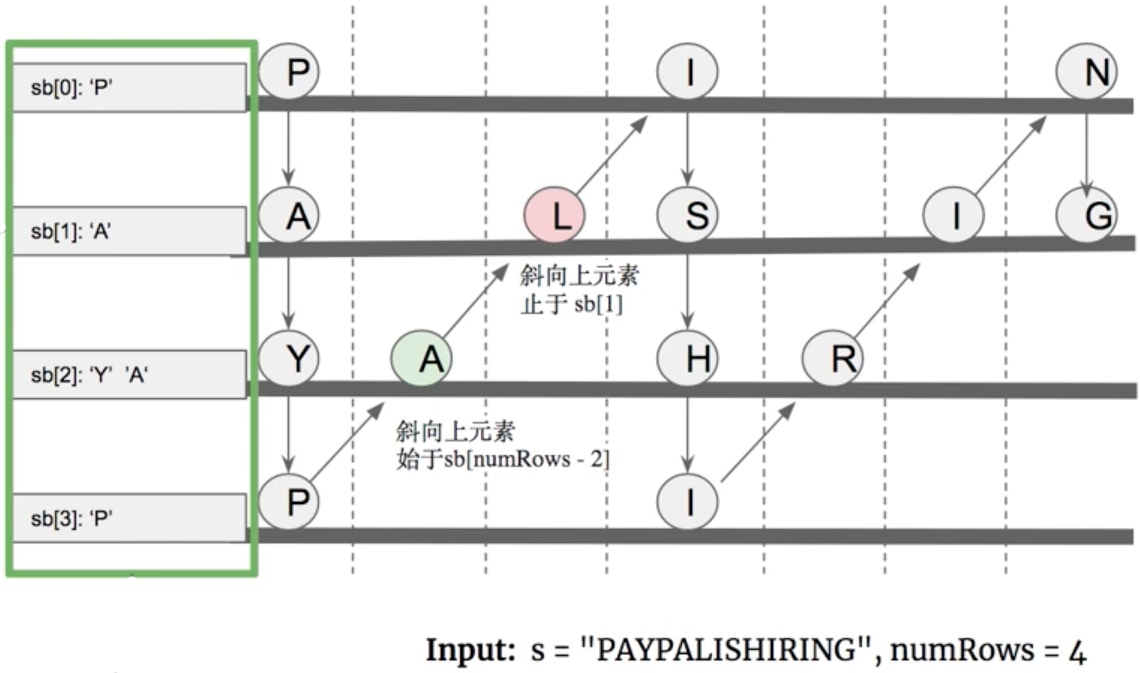 sb[0]: ‘P’
P
I
N
sb[1]: ‘A’
A
L
S
I
G
斜向上元素
止于 sb[1]
sb[2]: ‘Y’ ’A‘
Y
A
H
R
斜向上元素
始于sb[numRows - 2]
sb[3]: ‘P’
P
I
Input: s = "PAYPALISHIRING", numRows = 4